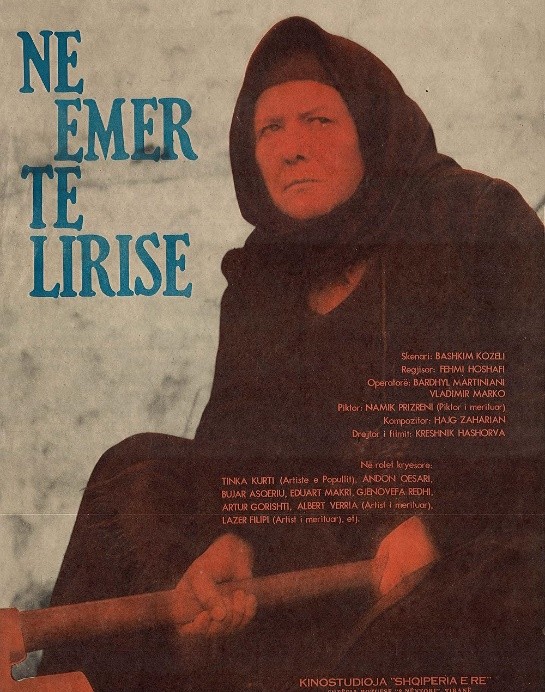 NE
EMER
TE
LIRISE
Skenari: BASHKIM KOZELI
Regjisor: FEHMI HOSHAFI
Operatorë: BARDHYL MARTINIANI
VLADIMIR MARKO
Piktor: NAMIK PRIZRENI (Piktor i merituar)
Kompozitor: HAJG ZAHARIAN
Drejtor i filmit: KRESHNIK HASHORVA
Në rolet kryesore:
TINKA KURTI (Artiste e Popullit), ANDON QESARI,
BUJAR ASQERIU, EDUART MAKRI, GJENOVEFA REDHI,
ARTUR GORISHTI, ALBERT VERRIA (Artist i merituar),
LAZER FILIPI (Artist i merituar), etj.
KINOSTUDIOJA "SHQIPERIA E RE"